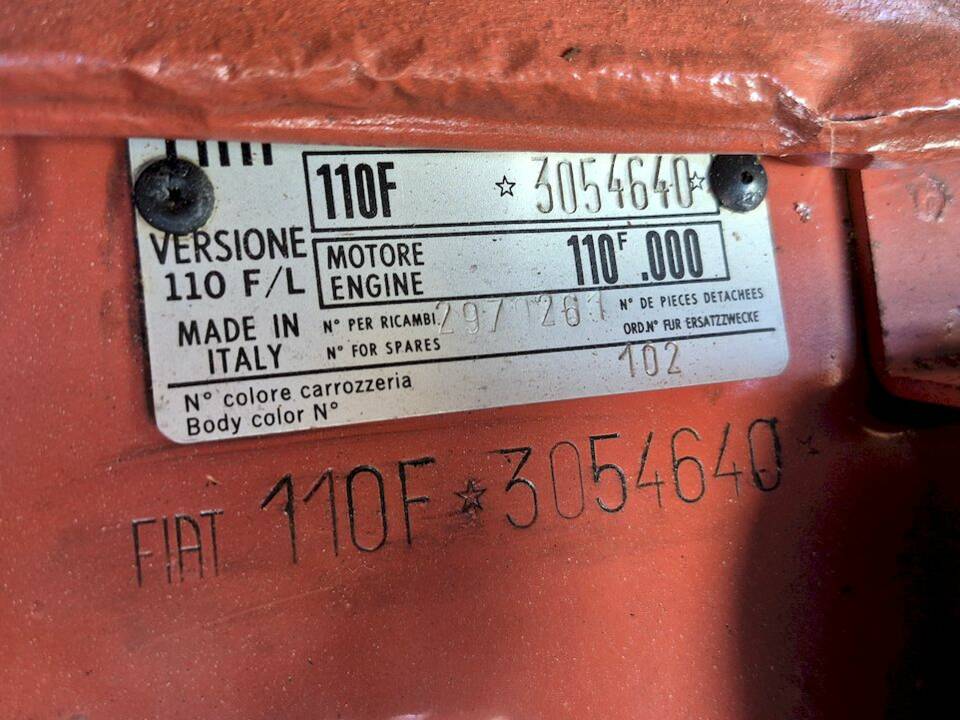 110F ☆3054640☆
VERSIONE
110 F/L
MOTORE
ENGINE
110F .000
MADE IN
ITALY
N° PER RICAMBI
N° FOR SPARES
2970261
N° DE PIECES DETACHEES
ORD.N° FUR ERSATZZWECKE
N° colore carrozzeria
Body color N°
102
FIAT 110F☆3054640